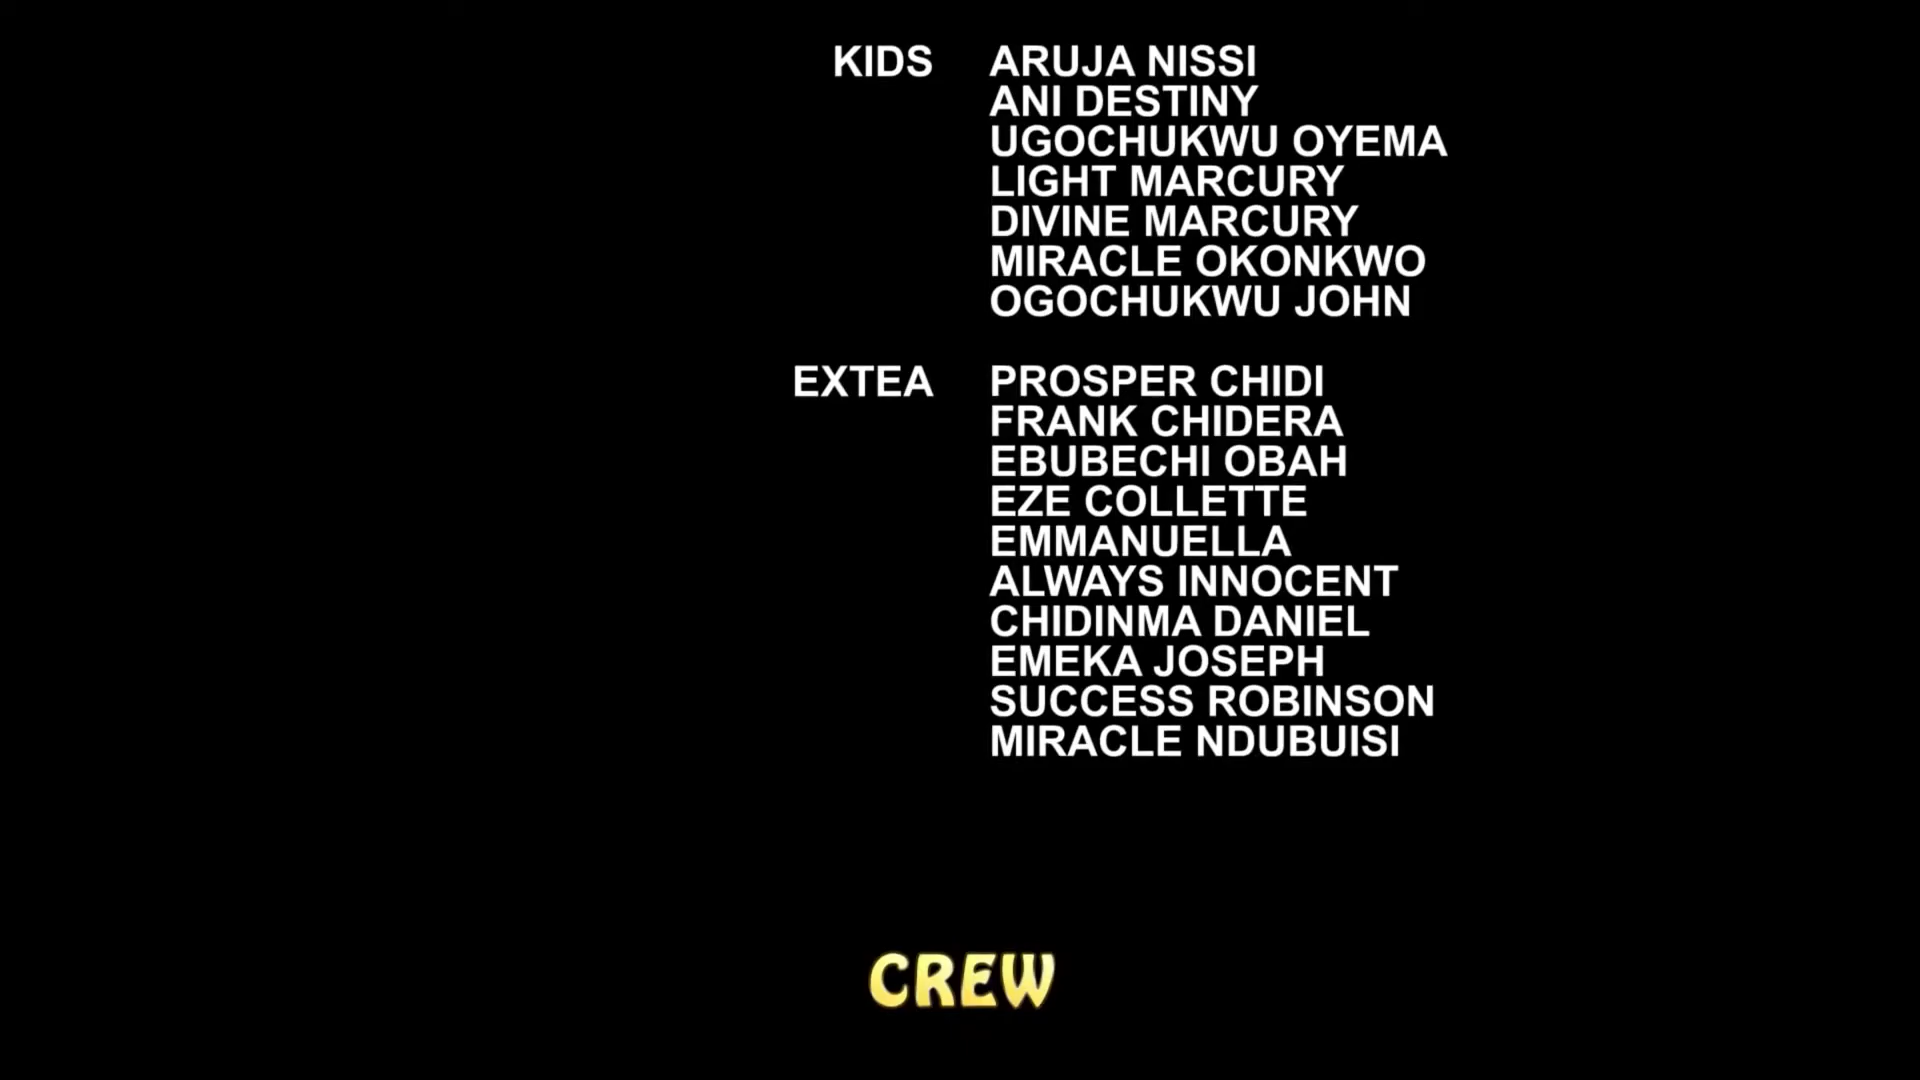 KIDS ARUJA NISSI
ANI DESTINY
UGOCHUKWU OYEMA
LIGHT MARCURY
DIVINE MARCURY
MIRACLE OKONKWO
OGOCHUKWU JOHN
EXTEA PROSPER CHIDI
FRANK CHIDERA
EBUBECHI OBAH
EZE COLLETTE
EMMANUELLA
ALWAYS INNOCENT
CHIDINMA DANIEL
EMEKA JOSEPH
SUCCESS ROBINSON
MIRACLE NDUBUISI
CREW